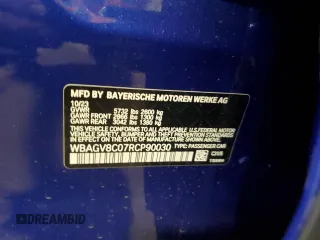 MFD BY BAYERISCHE MOTOREN WERKE AG
10/23
GVWR 5732 lbs 2600 kg
GAWR FRONT 2866 lbs 1300 kg
GAWR REAR 3042 lbs 1380 kg
THIS VEHICLE CONFORMS TO ALL APPLICABLE FEDERAL MOTOR
VEHICLE SAFETY, BUMPER, AND THEFT PREVENTION STANDARDS
IN EFFECT ON THE DATE OF MANUFACTURE SHOWN ABOVE.
WBAGV8C07RCP90030 TYPE: PASSENGER CAR
DREAMBID